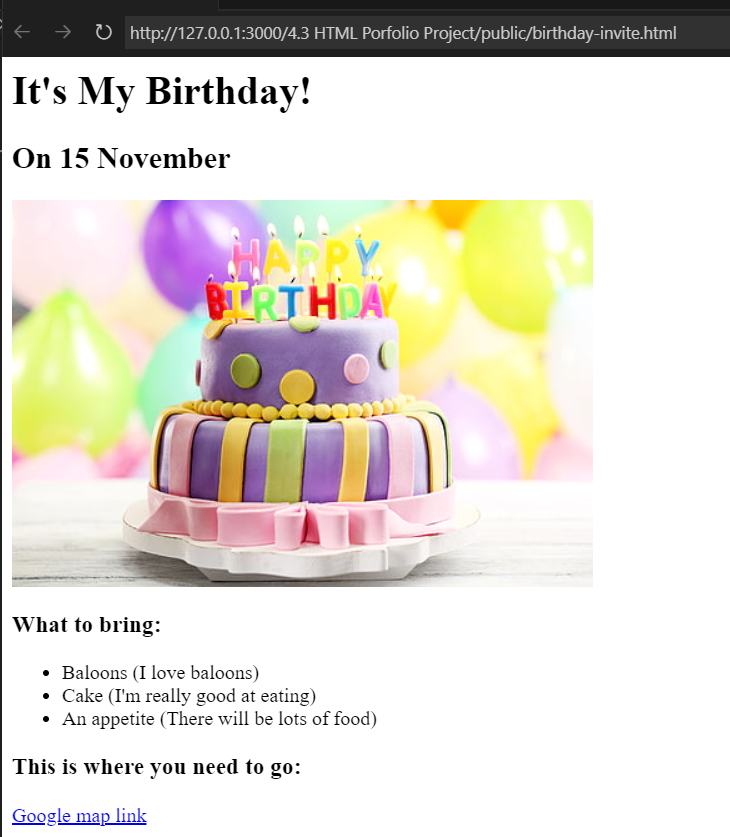 http://127.0.0.1:3000/4.3 HTML Porfolio Project/public/birthday-invite.html
It's My Birthday!
On 15 November
HAPPY
BIRTHDAY
What to bring:
Baloons (I love baloons)
Cake (I'm really good at eating)
An appetite (There will be lots of food)
This is where you need to go:
Google map link